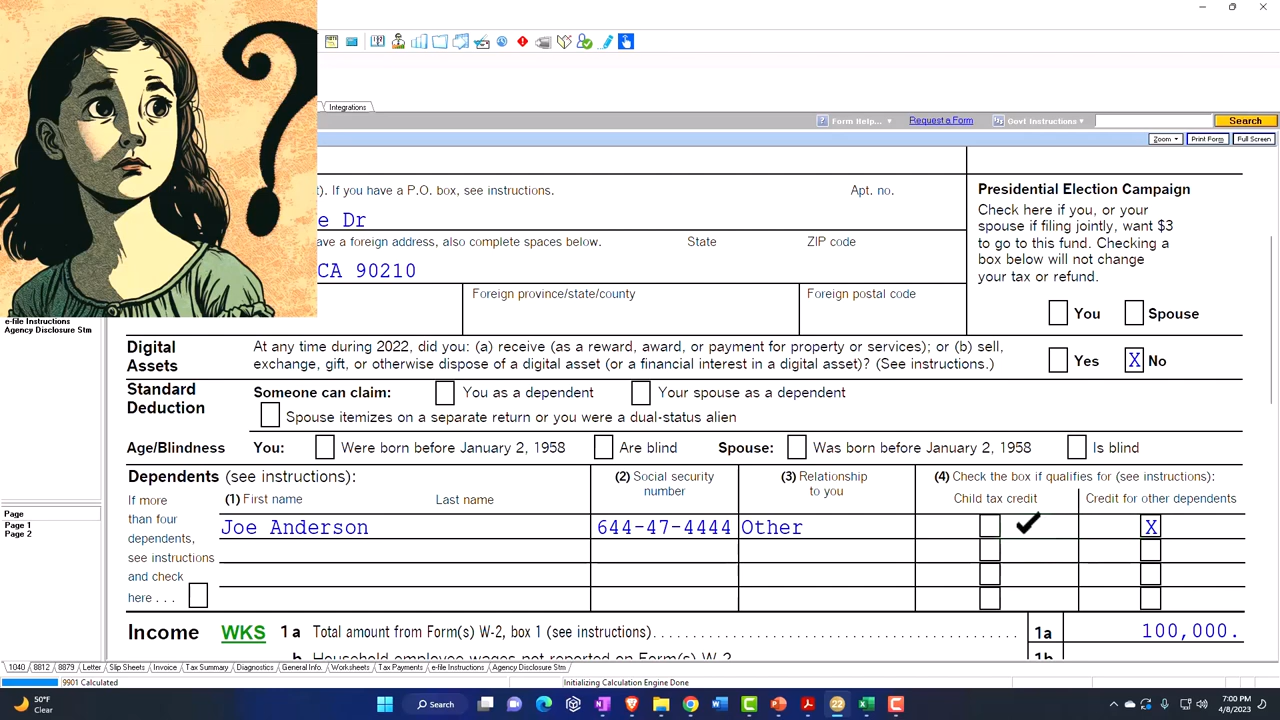 Integrations
Form Help...
Request a Form
Govt Instructions
Search
Zoom
Print Form
Full Screen
t). If you have a P.O. box, see instructions.
Apt. no.
e Dr
have a foreign address, also complete spaces below.
State
ZIP code
CA 90210
Foreign province/state/county
Foreign postal code
Presidential Election Campaign
Check here if you, or your
spouse if filing jointly, want $3
to go to this fund. Checking a
box below will not change
your tax or refund.
You
Spouse
e-file Instructions
Agency Disclosure Stm
Digital
Assets
At any time during 2022, did you: (a) receive (as a reward, award, or payment for property or services); or (b) sell,
exchange, gift, or otherwise dispose of a digital asset (or a financial interest in a digital asset)? (See instructions.)
Yes
X No
Standard
Deduction
Someone can claim:
You as a dependent
Your spouse as a dependent
Spouse itemizes on a separate return or you were a dual-status alien
Age/Blindness
You:
Were born before January 2, 1958
Are blind
Spouse:
Was born before January 2, 1958
Is blind
Dependents (see instructions):
If more
than four
dependents,
see instructions
and check
here . . .
(1) First name
Last name
(2) Social security
number
(3) Relationship
to you
(4) Check the box if qualifies for (see instructions):
Child tax credit
Credit for other dependents
Joe Anderson
644-47-4444
Other
X
Page
Page 1
Page 2
Income
WKS
1a Total amount from Form(s) W-2, box 1 (see instructions)
1a
100,000.
b Household employee wages not reported on Form(s) W-2
1b
1040
8812
8879
Letter
Slip Sheets
Invoice
Tax Summary
Diagnostics
General Info.
Worksheets
Tax Payments
e-file Instructions
Agency Disclosure Stm
9901 Calculated
Initializing Calculation Engine Done
50°F
Clear
Search
22
7:00 PM
4/8/2023